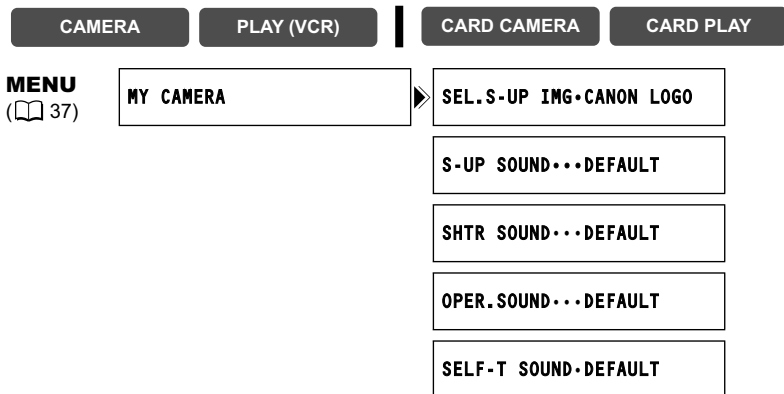 CAMERA PLAY (VCR) CARD CAMERA CARD PLAY
MENU MY CAMERA SEL.S-UP IMG•CANON LOGO
( 37)
S-UP SOUND•••DEFAULT
SHTR SOUND•••DEFAULT
OPER.SOUND•••DEFAULT
SELF-T SOUND•DEFAULT